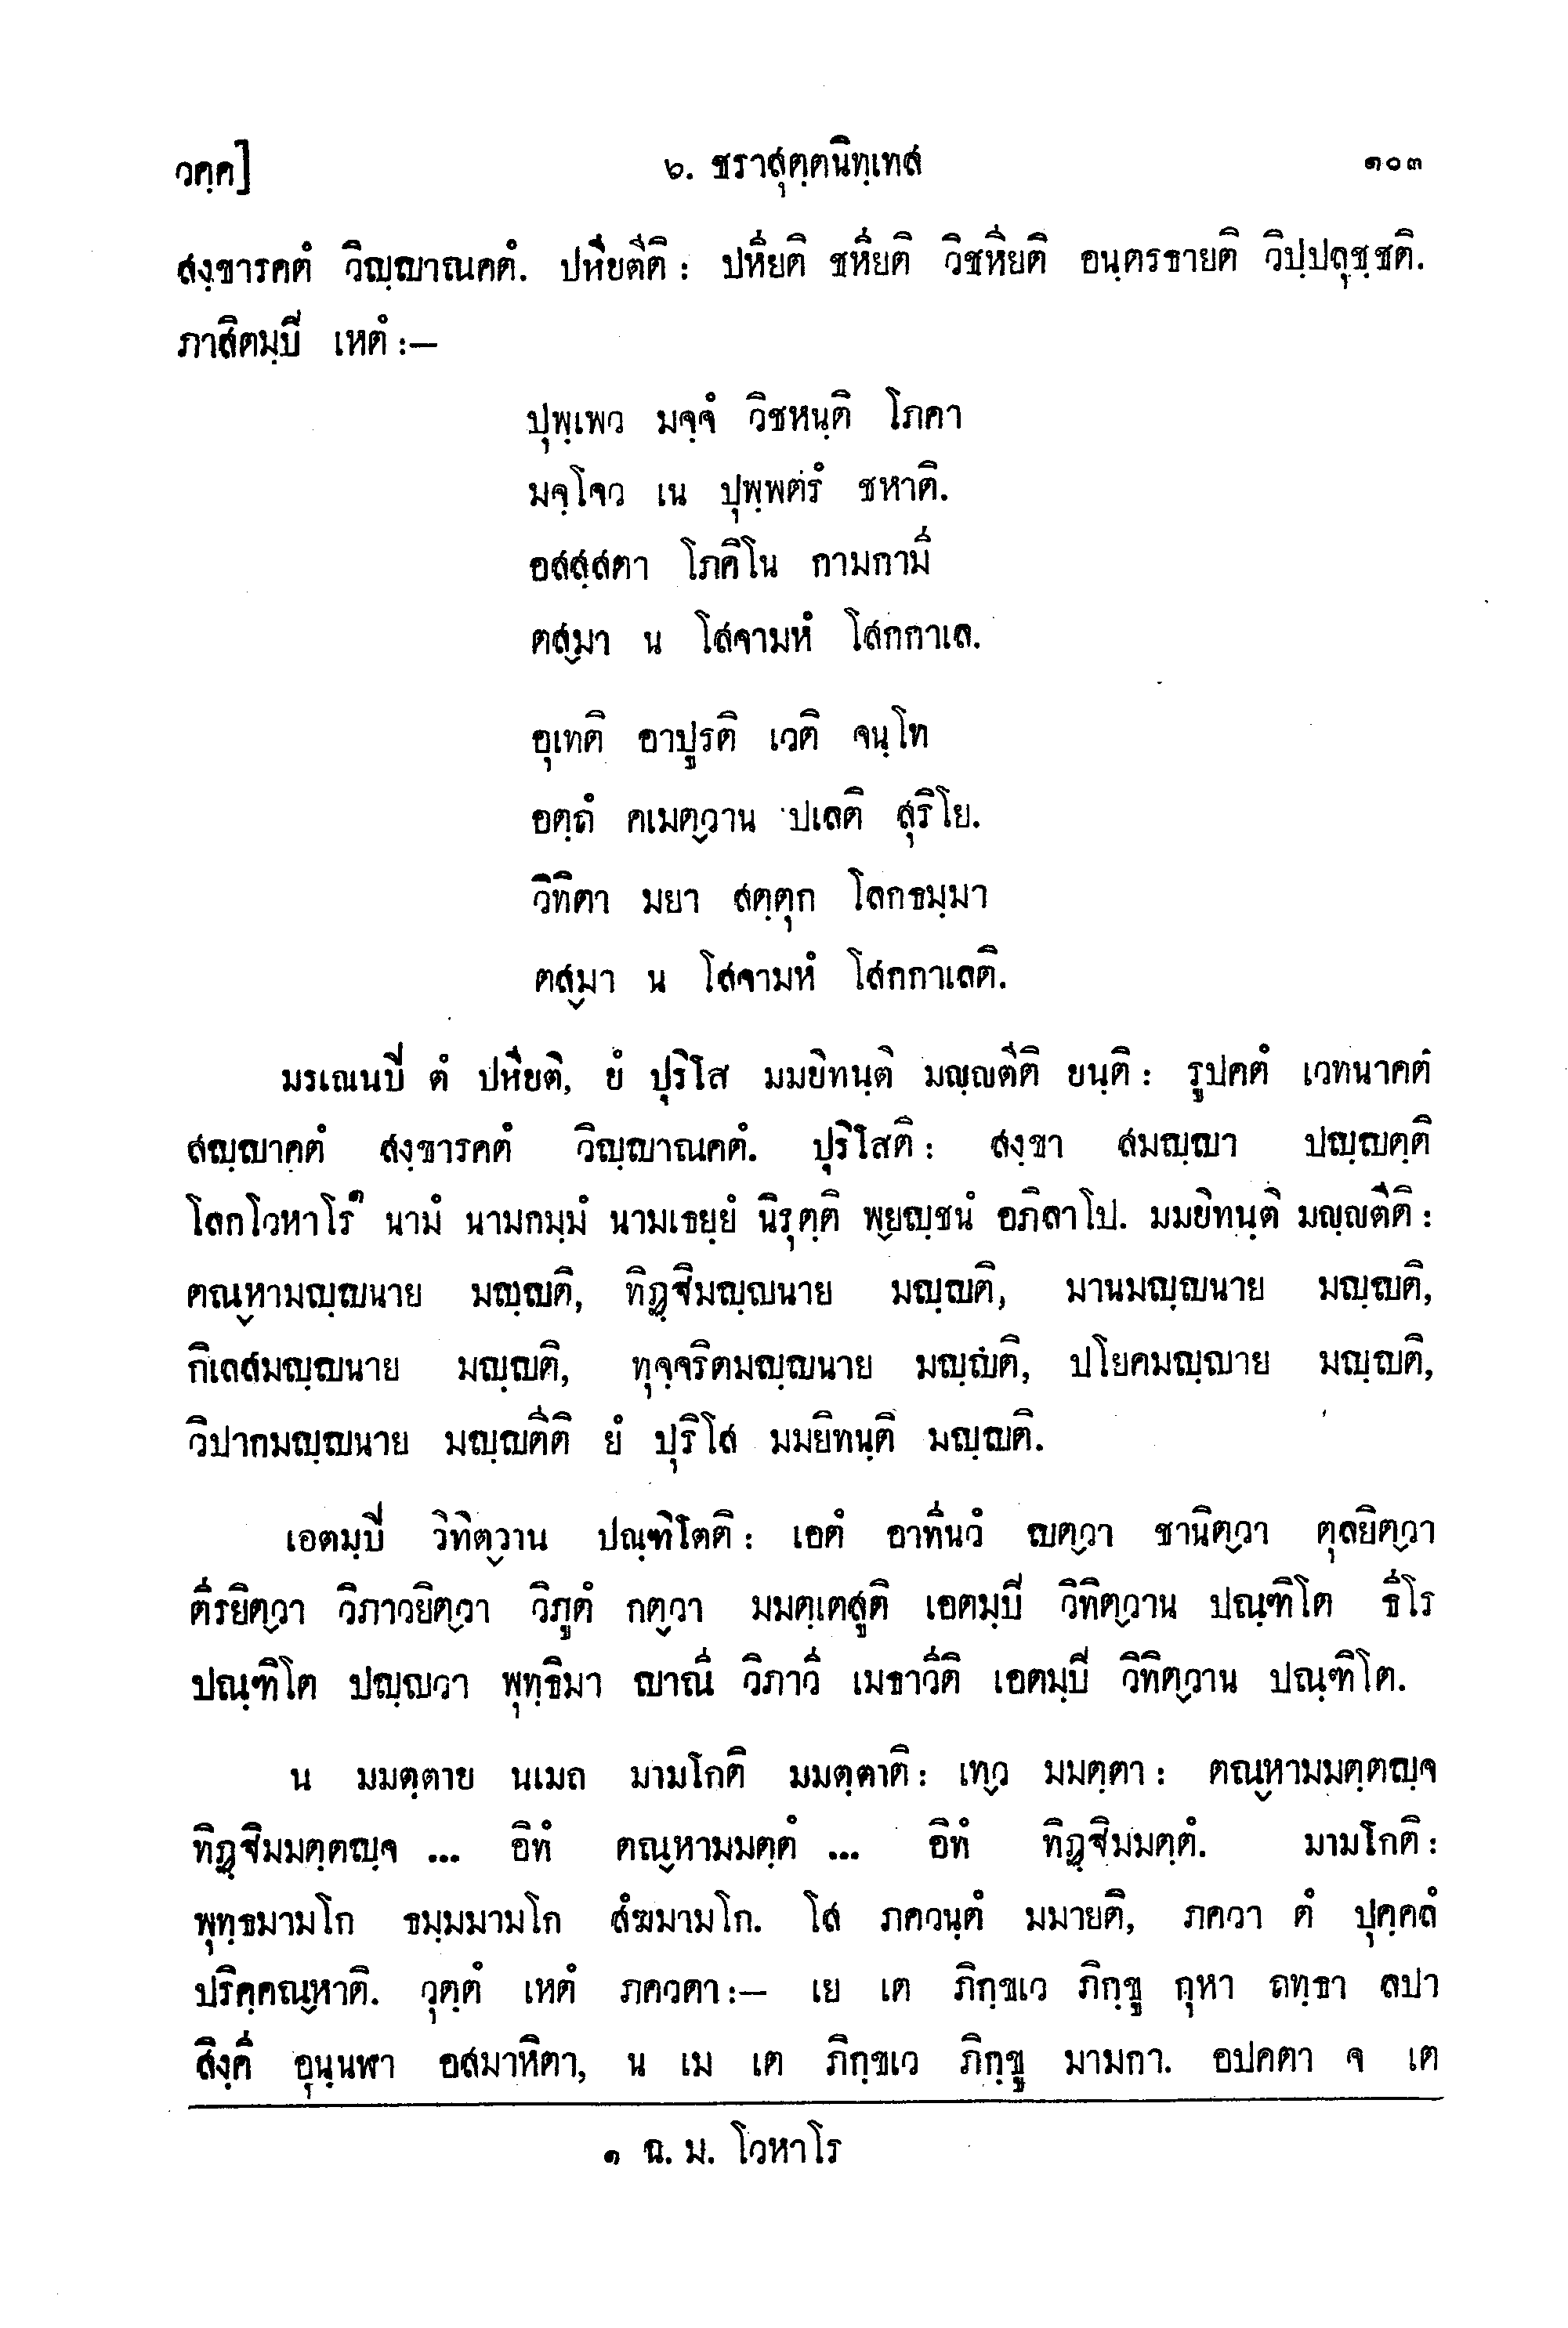 วคฺค]
๖. ชราสุตฺตนิทฺเทส
๑๐๓
สงฺขารคตํ วิญฺญาณคตํ. ปหียตีติ: ปหียติ ชหียติ วิชหียติ อนฺตรธายติ วิปฺปลุชฺชติ.
ภาสิตมฺปี เหตํ:—
ปุพฺเพว มจฺจํ วิชหนฺติ โภคา
มจฺโจว เน ปุพฺพตรํ ชหาติ.
อสสฺสตา โภคิโน กามกามี
ตสฺมา น โสจามหํ โสกกาเล.
อุเทติ อาปูรติ เวติ จนฺโท
อตฺถํ คเมตฺวาน ปเลติ สุริโย.
วิทิตา มยา สตฺตุก โลกธมฺมา
ตสฺมา น โสจามหํ โสกกาเลติ.
มรเณนปี ตํ ปหียติ, ยํ ปุริโส มมยิทนฺติ มญฺญตีติ ยนฺติ: รูปคตํ เวทนาคตํ
สญฺญาคตํ สงฺขารคตํ วิญฺญาณคตํ. ปุริโสติ: สงฺขา สมญฺญา ปญฺญตฺติ
โลกโวหาโร๑ นามํ นามกมฺมํ นามเธยฺยํ นิรุตฺติ พฺยญฺชนํ อภิลาโป. มมยิทนฺติ มญฺญตีติ:
ตณฺหามญฺญนาย มญฺญติ, ทิฏฺฐิมญฺญนาย มญฺญติ, มานมญฺญนาย มญฺญติ,
กิเลสมญฺญนาย มญฺญติ, ทุจฺจริตมญฺญนาย มญฺญติ, ปโยคมญฺญาย มญฺญติ,
วิปากมญฺญนาย มญฺญตีติ ยํ ปุริโส มมยิทนฺติ มญฺญติ.
เอตมฺปี วิทิตฺวาน ปณฺฑิโตติ: เอตํ อาทีนวํ ญตฺวา ชานิตฺวา ตุลยิตฺวา
ตีรยิตฺวา วิภาวยิตฺวา วิภูตํ กตฺวา มมตฺเตสูติ เอตมฺปี วิทิตฺวาน ปณฺฑิโต ธีโร
ปณฺฑิโต ปญฺญวา พุทฺธิมา ญาณี วิภาวี เมธาวีติ เอตมฺปี วิทิตฺวาน ปณฺฑิโต.
น มมตฺตาย นเมถ มามโกติ มมตฺตาติ: เทฺว มมตฺตา: ตณฺหามมตฺตญฺจ
ทิฏฺฐิมมตฺตญฺจ ... อิทํ ตณฺหามมตฺตํ ... อิทํ ทิฏฺฐิมมตฺตํ. มามโกติ:
พุทฺธมามโก ธมฺมมามโก สํฆมามโก. โส ภควนฺตํ มมายติ, ภควา ตํ ปุคฺคลํ
ปริคฺคณฺหาติ. วุตฺตํ เหตํ ภควตา:— เย เต ภิกฺขเว ภิกฺขู กุหา ถทฺธา ลปา
สิงฺคี อุนฺนฬา อสมาหิตา, น เม เต ภิกฺขเว ภิกฺขู มามกา. อปคตา จ เต
๑ ฉ. ม. โวหาโร